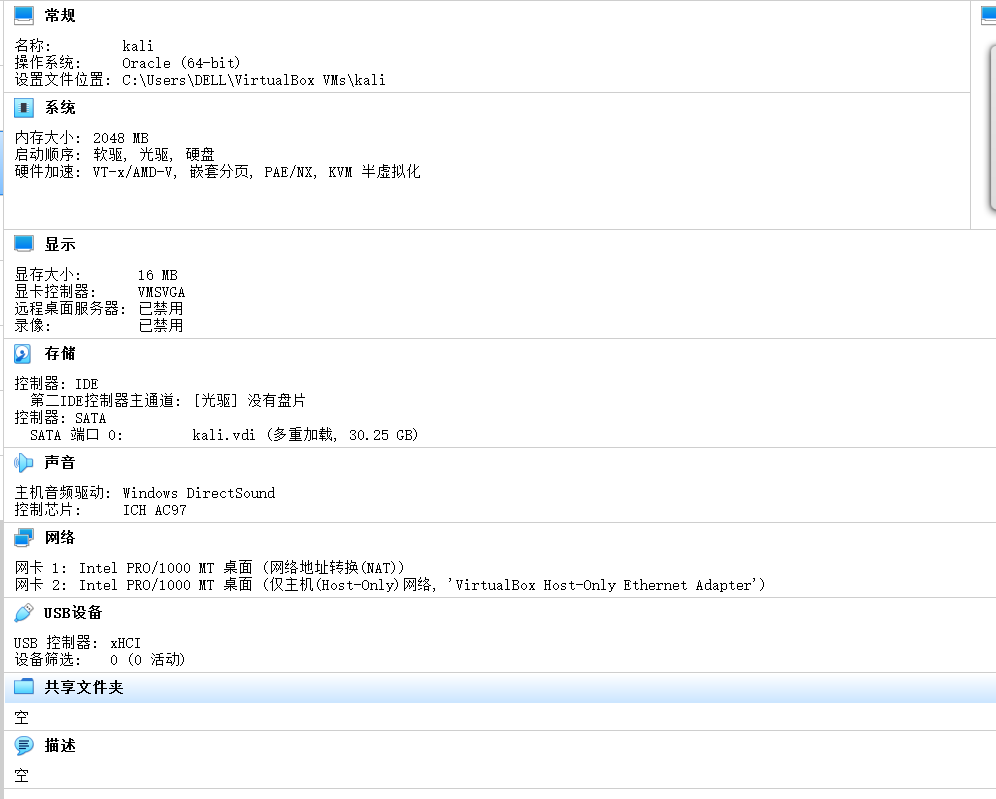 常规
名称: kali
操作系统: Oracle (64-bit)
设置文件位置: C:\Users\DELL\VirtualBox VMs\kali
系统
内存大小: 2048 MB
启动顺序: 软驱, 光驱, 硬盘
硬件加速: VT-x/AMD-V, 嵌套分页, PAE/NX, KVM 半虚拟化
显示
显存大小: 16 MB
显卡控制器: VMSVGA
远程桌面服务器: 已禁用
录像: 已禁用
存储
控制器: IDE
第二IDE控制器主通道: [光驱] 没有盘片
控制器: SATA
SATA 端口 0: kali.vdi (多重加载, 30.25 GB)
声音
主机音频驱动: Windows DirectSound
控制芯片: ICH AC97
网络
网卡 1: Intel PRO/1000 MT 桌面 (网络地址转换(NAT))
网卡 2: Intel PRO/1000 MT 桌面 (仅主机(Host-Only)网络, 'VirtualBox Host-Only Ethernet Adapter')
USB设备
USB 控制器: xHCI
设备筛选: 0 (0 活动)
共享文件夹
空
描述
空